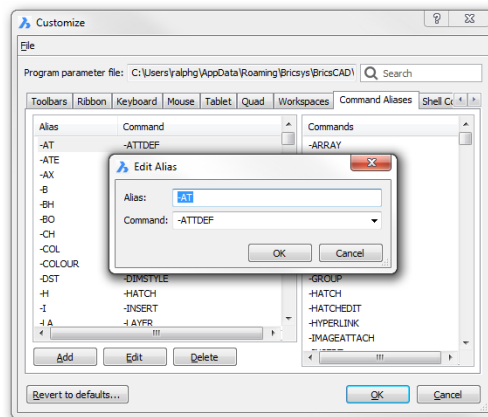 Customize
File
Program parameter file: C:\Users\ralphg\AppData\Roaming\Bricsys\BricsCAD\ Search
Toolbars Ribbon Keyboard Mouse Tablet Quad Workspaces Command Aliases Shell Co
Alias Command Commands
-AT -ATTDEF -ARRAY
-ATE
-AX
-B
-BH
-BO
-CH
-COL
-COLOUR
-DST -DIMSTYLE -GROUP
-H -HATCH -HATCH
-I -INSERT -HATCHEDIT
-LA -LAYER -HYPERLINK
-IMAGEATTACH
Edit Alias
Alias: -AT
Command: -ATTDEF
OK Cancel
Add Edit Delete
Revert to defaults... OK Cancel